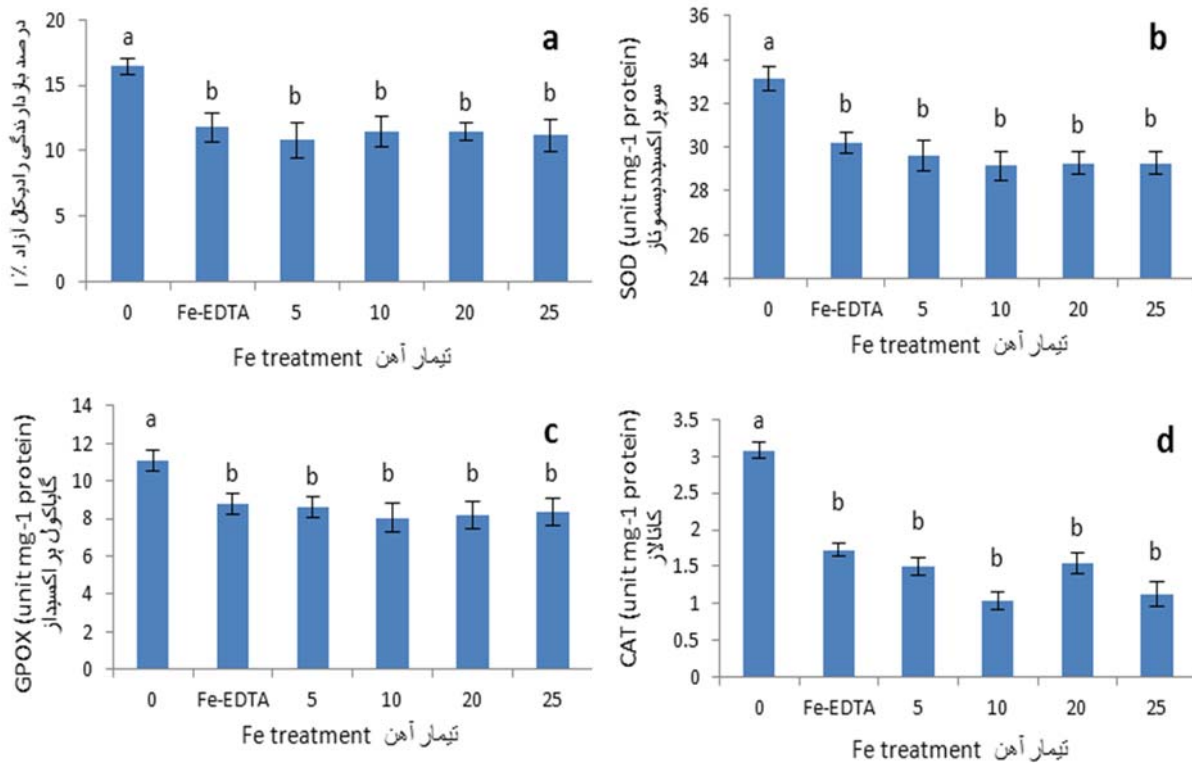 درصد بازدارندگی رادیکال آزاد I٪
20
15
10
5
0
a
b
b
b
b
b
a
0 Fe-EDTA 5 10 20 25
Fe treatment تیمار آهن
SOD (unit mg-1 protein)
سوپر اکسیددیسموتاز
36
34
32
30
28
26
24
a
b
b
b
b
b
b
0 Fe-EDTA 5 10 20 25
Fe treatment تیمار آهن
GPOX (unit mg-1 protein)
گایاکول پر اکسیداز
14
12
10
8
6
4
2
0
a
b
b
b
b
b
c
0 Fe-EDTA 5 10 20 25
Fe treatment تیمار آهن
CAT (unit mg-1 protein)
کاتالاز
3.5
3
2.5
2
1.5
1
0.5
0
a
b
b
b
b
b
d
0 Fe-EDTA 5 10 20 25
Fe treatment تیمار آهن